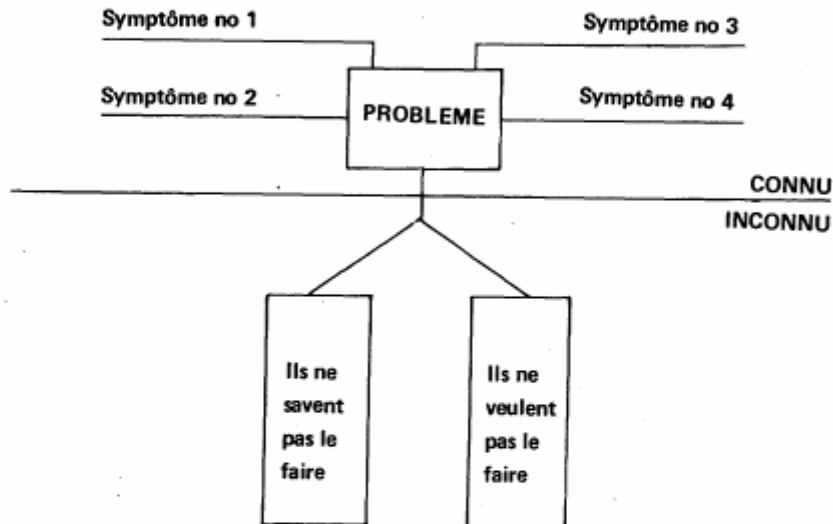 Symptôme no 1
Symptôme no 3
Symptôme no 2
Symptôme no 4
PROBLEME
CONNU
INCONNU
Ils ne
savent
pas le
faire
Ils ne
veulent
pas le
faire